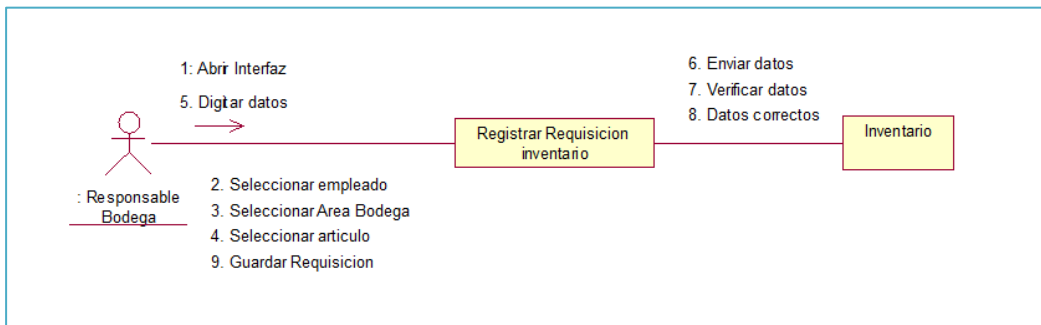 1: Abrir Interfaz
5. Digitar datos
: Responsable
Bodega
2. Seleccionar empleado
3. Seleccionar Area Bodega
4. Seleccionar articulo
9. Guardar Requisicion
Registrar Requisicion
inventario
6. Enviar datos
7. Verificar datos
8. Datos correctos
Inventario